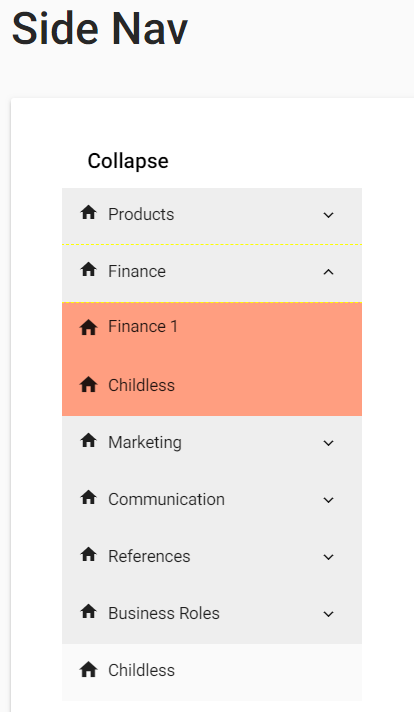 Side Nav
Collapse
Products
Finance
Finance 1
Childless
Marketing
Communication
References
Business Roles
Childless